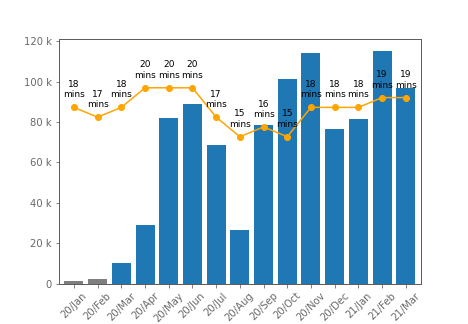 120 k
100 k
80 k
60 k
40 k
20 k
0
18 mins
17 mins
18 mins
20 mins
20 mins
20 mins
17 mins
15 mins
16 mins
15 mins
18 mins
18 mins
18 mins
19 mins
19 mins
20/Jan
20/Feb
20/Mar
20/Apr
20/May
20/Jun
20/Jul
20/Aug
20/Sep
20/Oct
20/Nov
20/Dec
21/Jan
21/Feb
21/Mar